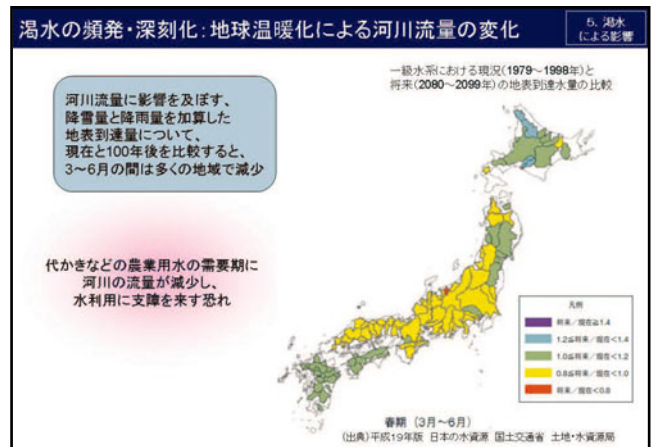 渇水の頻発・深刻化:地球温暖化による河川流量の変化
5. 渇水
による影響
一級水系における現況(1979～1998年)と
将来(2080～2099年)の地表到達水量の比較
河川流量に影響を及ぼす、
降雪量と降雨量を加算した
地表到達量について、
現在と100年後を比較すると、
3～6月の間は多くの地域で減少
代かきなどの農業用水の需要期に
河川の流量が減少し、
水利用に支障を来す恐れ
凡例
将来／現在≧1.4
1.2≦将来／現在<1.4
1.0≦将来／現在<1.2
0.8≦将来／現在<1.0
将来／現在<0.8
春期 (3月～6月)
(出典)平成19年版 日本の水資源 国土交通省 土地・水資源局